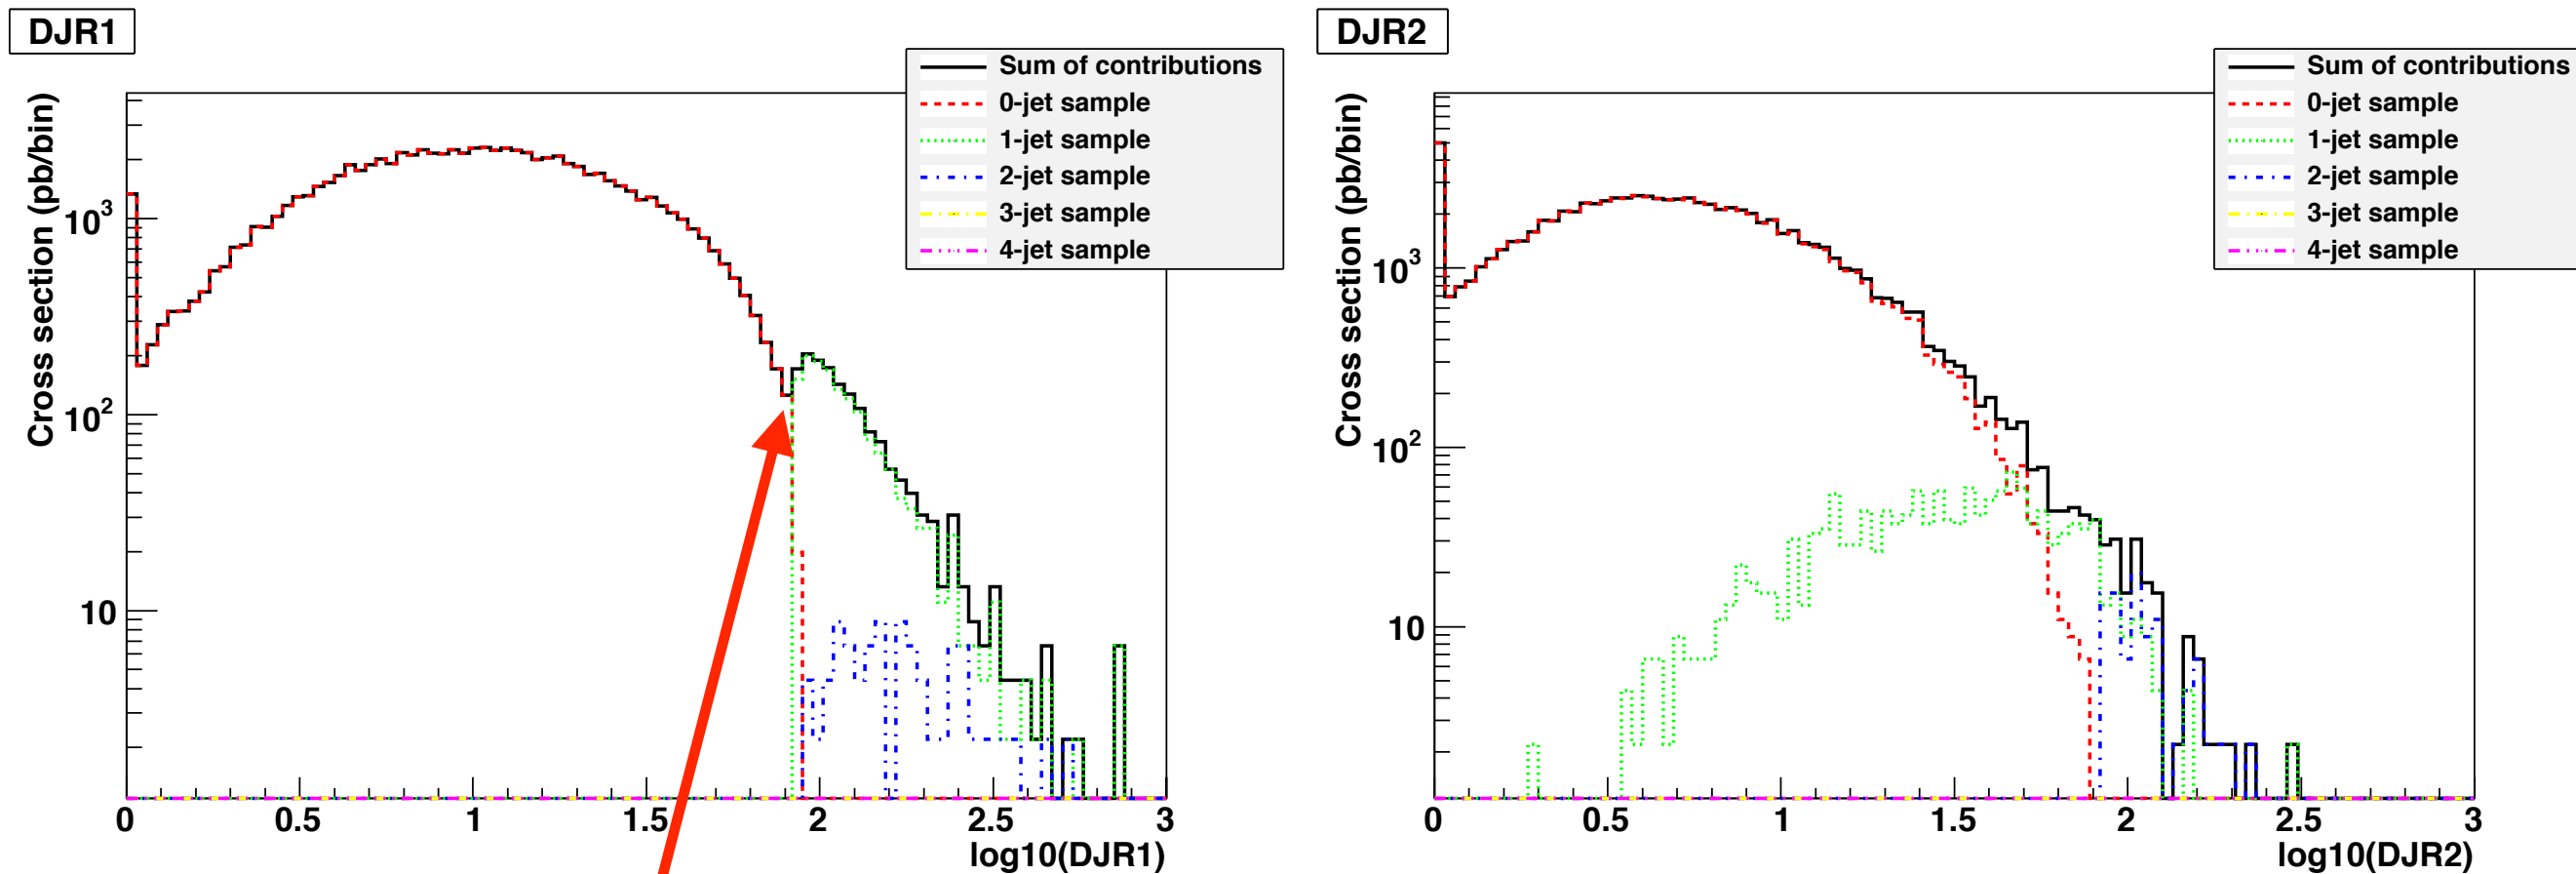 DJR1
Sum of contributions
0-jet sample
1-jet sample
2-jet sample
3-jet sample
4-jet sample
Cross section (pb/bin)
10³
10²
10
0 0.5 1 1.5 2 2.5 3
log10(DJR1)
DJR2
Sum of contributions
0-jet sample
1-jet sample
2-jet sample
3-jet sample
4-jet sample
Cross section (pb/bin)
10³
10²
10
0 0.5 1 1.5 2 2.5 3
log10(DJR2)